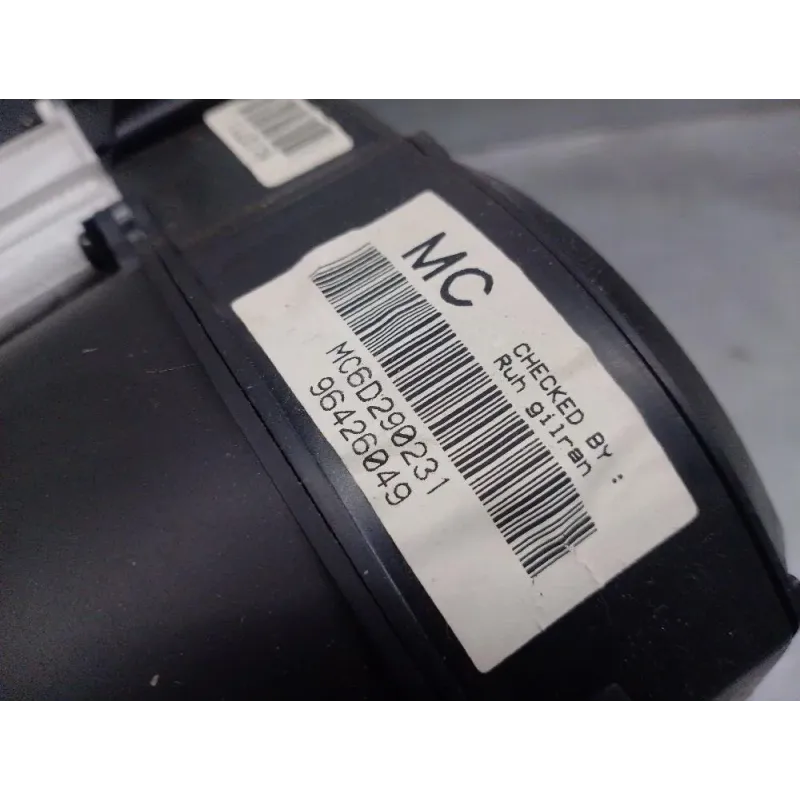 MC
MC6D290231
96426049
CHECKED BY :
Ruh gilran